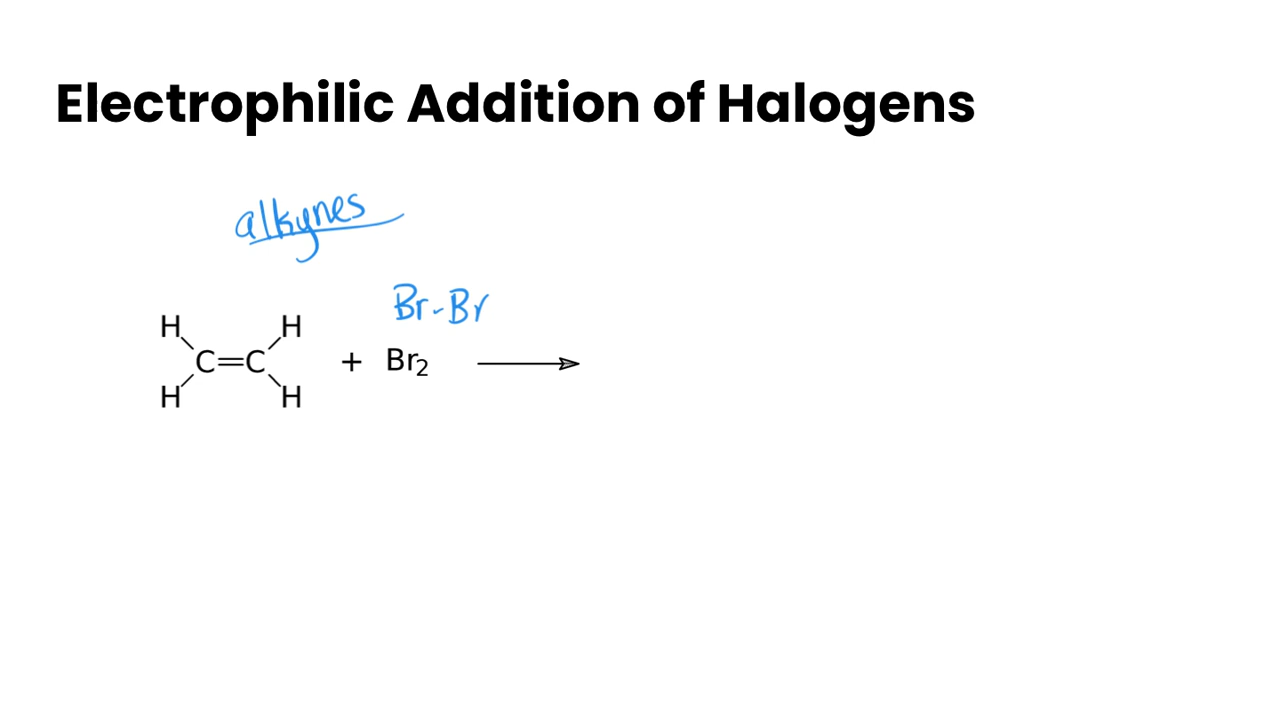 Electrophilic Addition of Halogens
alkynes
Br-Br
H H
C=C + Br₂
H H